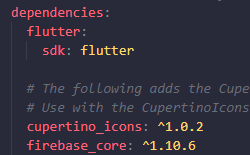 dependencies:
  flutter:
    sdk: flutter

  # The following adds the Cupe
  # Use with the CupertinoIcons
  cupertino_icons: ^1.0.2
  firebase_core: ^1.10.6